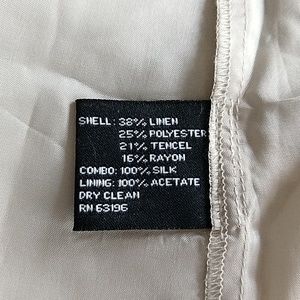 SHELL: 38% LINEN
25% POLYESTER
21% TENCEL
16% RAYON
COMBO: 100% SILK
LINING: 100% ACETATE
DRY CLEAN
RN 63196